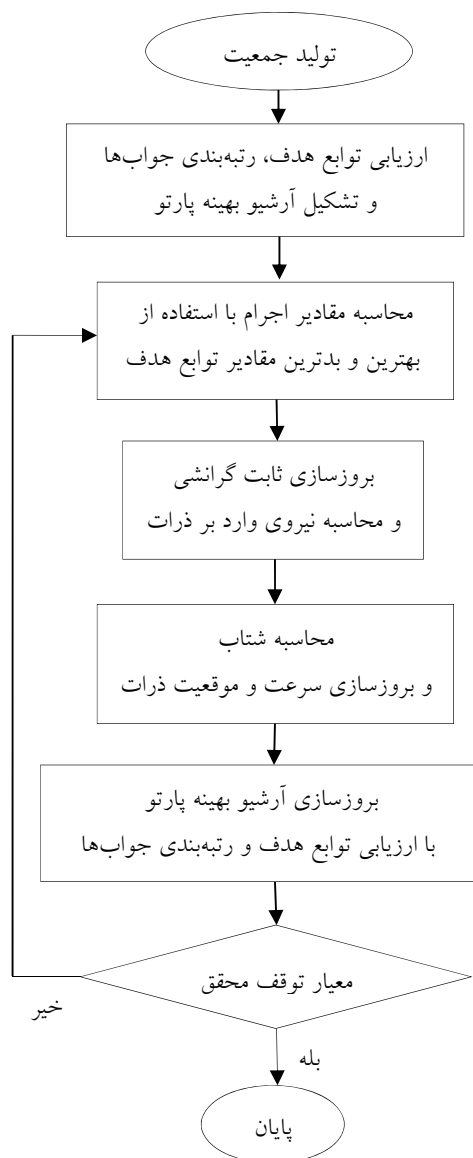 تولید جمعیت
ارزیابی توابع هدف، رتبه‌بندی جواب‌ها
و تشکیل آرشیو بهینه پارتو
محاسبه مقادیر اجرام با استفاده از
بهترین و بدترین مقادیر توابع هدف
بروزسازی ثابت گرانشی
و محاسبه نیروی وارد بر ذرات
محاسبه شتاب
و بروزسازی سرعت و موقعیت ذرات
بروزسازی آرشیو بهینه پارتو
با ارزیابی توابع هدف و رتبه‌بندی جواب‌ها
معیار توقف محقق
خیر
بله
پایان